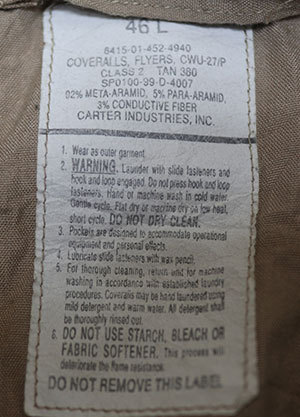 46 L
8415-01-452-4940
COVERALLS, FLYERS, CWU-27/P
CLASS 2 TAN 380
SP0100-99-D-4007
92% META-ARAMID, 5% PARA-ARAMID,
3% CONDUCTIVE FIBER
CARTER INDUSTRIES, INC.
1. Wear as outer garment.
2. WARNING. Launder with slide fasteners and
hook and loop engaged. Do not press hook and loop
fasteners. Hand or machine wash in cold water.
Gentle cycle. Flat dry or machine dry on low heat,
short cycle. DO NOT DRY CLEAN.
3. Pockets are designed to accommodate operational
equipment and personal effects.
4. Lubricate slide fasteners with wax pencil.
5. For thorough cleaning, return unit for machine
washing in accordance with established laundry
procedures. Coveralls may be hand laundered using
mild detergent and warm water. All detergent shall
be thoroughly rinsed out.
6. DO NOT USE STARCH, BLEACH OR
FABRIC SOFTENER. This process will
deteriorate the flame resistance.
DO NOT REMOVE THIS LABEL